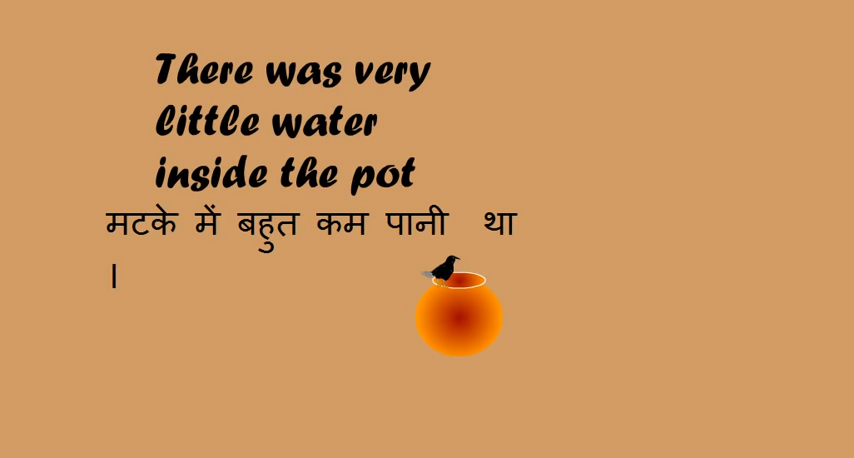 There was very
little water
inside the pot
मटके में बहुत कम पानी था
।